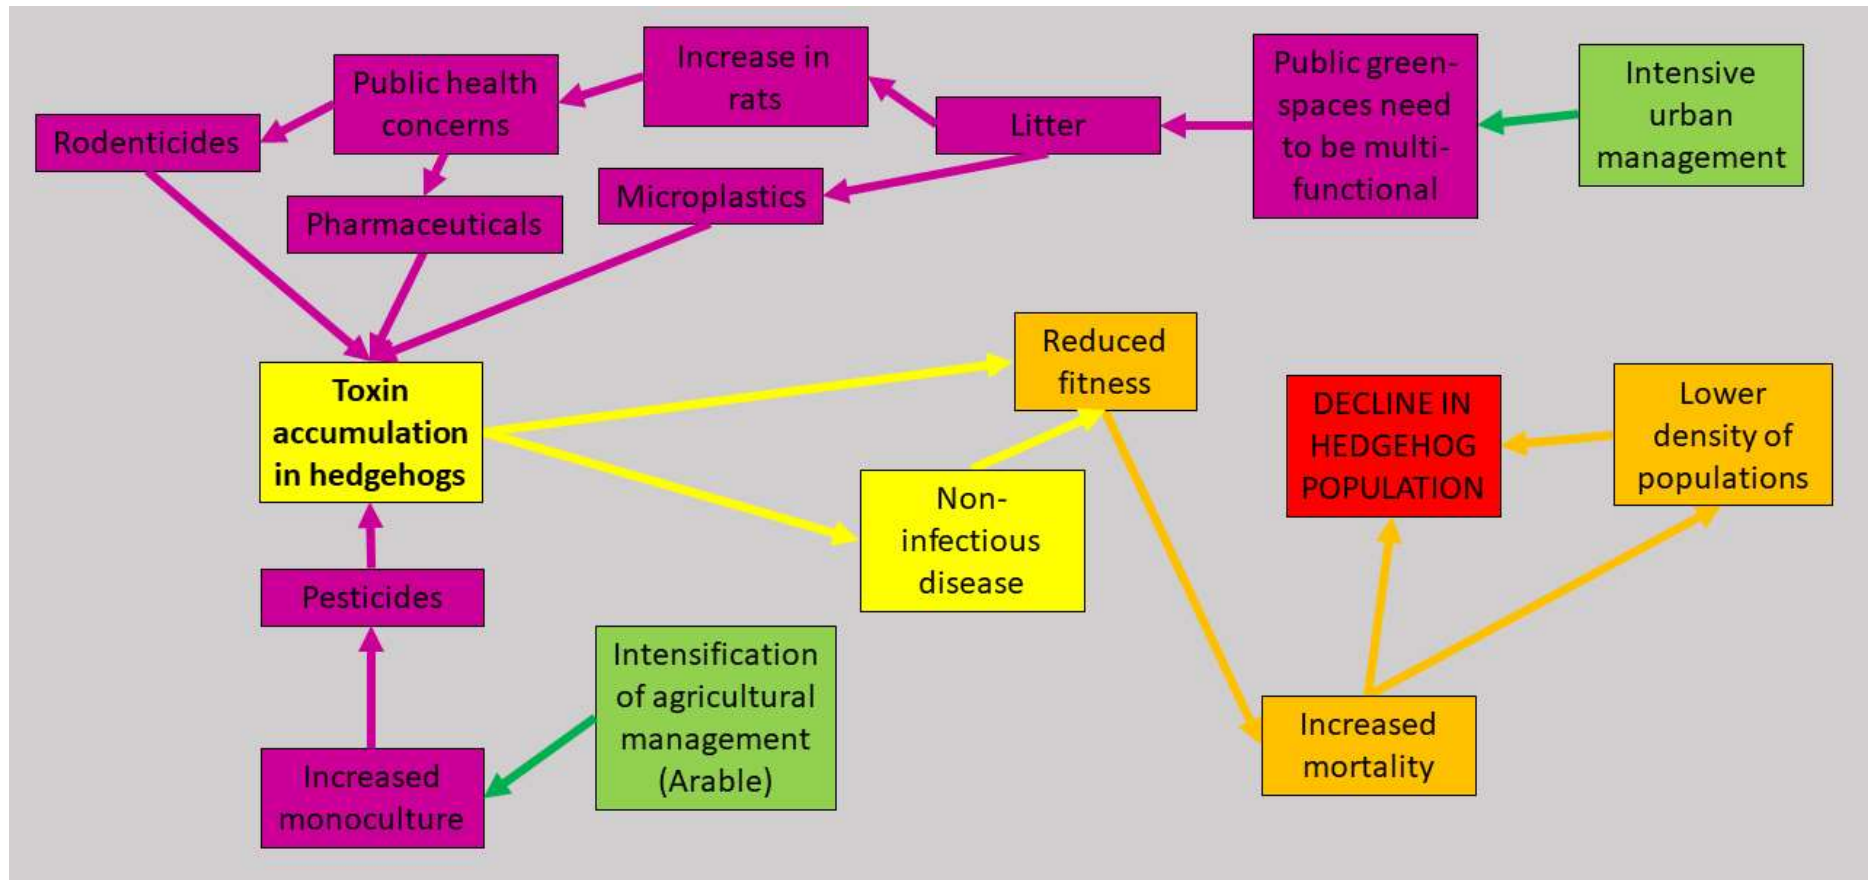 Increase in
rats
Public health
concerns
Rodenticides
Litter
Public green-
spaces need
to be multi-
functional
Intensive
urban
management
Microplastics
Pharmaceuticals
Toxin
accumulation
in hedgehogs
Reduced
fitness
DECLINE IN
HEDGEHOG
POPULATION
Lower
density of
populations
Non-
infectious
disease
Pesticides
Intensification
of agricultural
management
(Arable)
Increased
monoculture
Increased
mortality